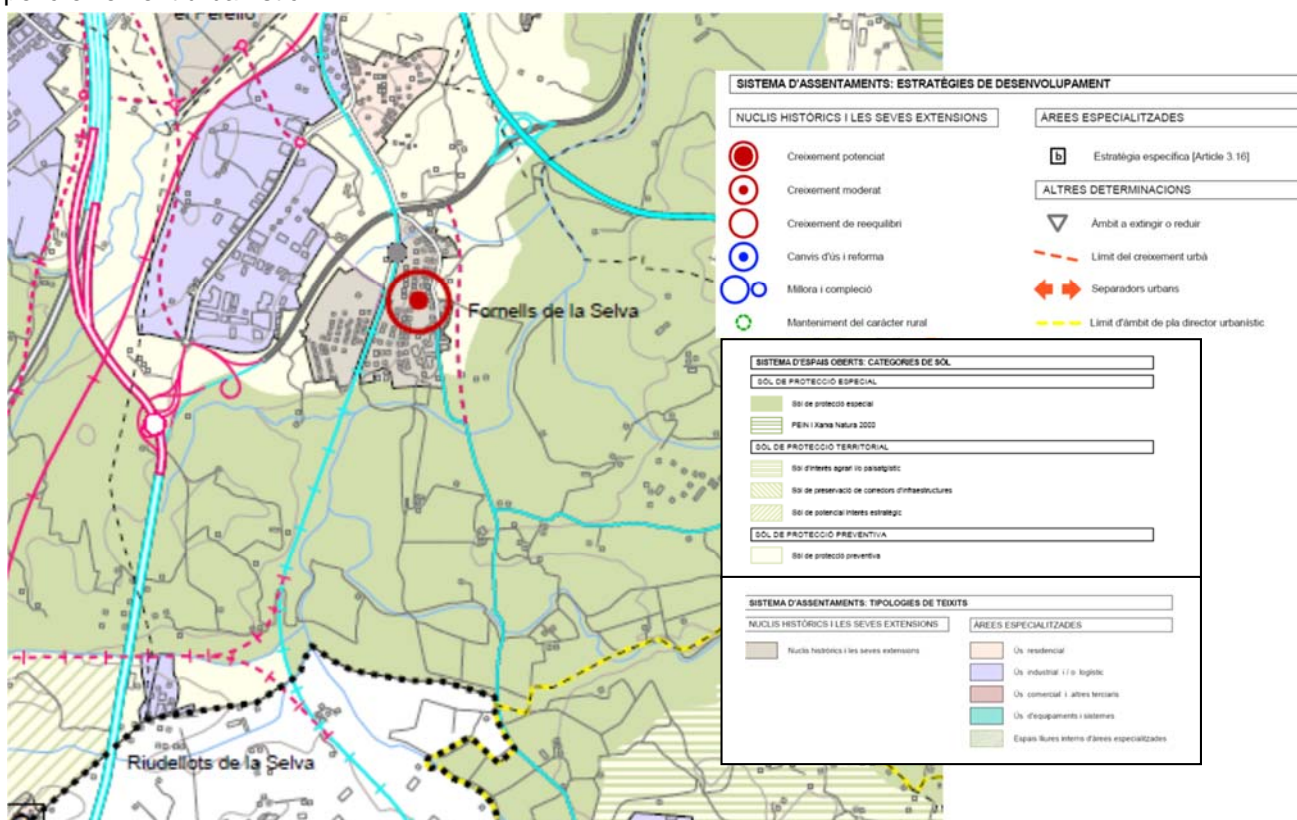 el Perelló
Fornells de la Selva
Riudellots de la Selva
SISTEMA D'ASSENTAMENTS: ESTRATÈGIES DE DESENVOLUPAMENT
NUCLIS HISTÒRICS I LES SEVES EXTENSIONS
Creixement potenciat
Creixement moderat
Creixement de reequilibri
Canvis d'ús i reforma
Millora i compleció
Manteniment del caràcter rural
ÀREES ESPECIALITZADES
b Estratègia específica [Article 3.16]
ALTRES DETERMINACIONS
Àmbit a extingir o reduir
Límit del creixement urbà
Separadors urbans
Límit d'àmbit de pla director urbanístic
SISTEMA D'ESPAIS OBERTS: CATEGORIES DE SÒL
SÒL DE PROTECCIÓ ESPECIAL
Sòl de protecció especial
PEIN i Xarxa Natura 2000
SÒL DE PROTECCIÓ TERRITORIAL
Sòl d'interès agrari i/o paisatgístic
Sòl de preservació de corredors d'infraestructures
Sòl de potencial interès estratègic
SÒL DE PROTECCIÓ PREVENTIVA
Sòl de protecció preventiva
SISTEMA D'ASSENTAMENTS: TIPOLOGIES DE TEIXITS
NUCLIS HISTÒRICS I LES SEVES EXTENSIONS
Nuclis històrics i les seves extensions
ÀREES ESPECIALITZADES
Ús residencial
Ús industrial i / o logístic
Ús comercial i altres terciaris
Ús d'equipaments i sistemes
Espais lliures interns d'àrees especialitzades